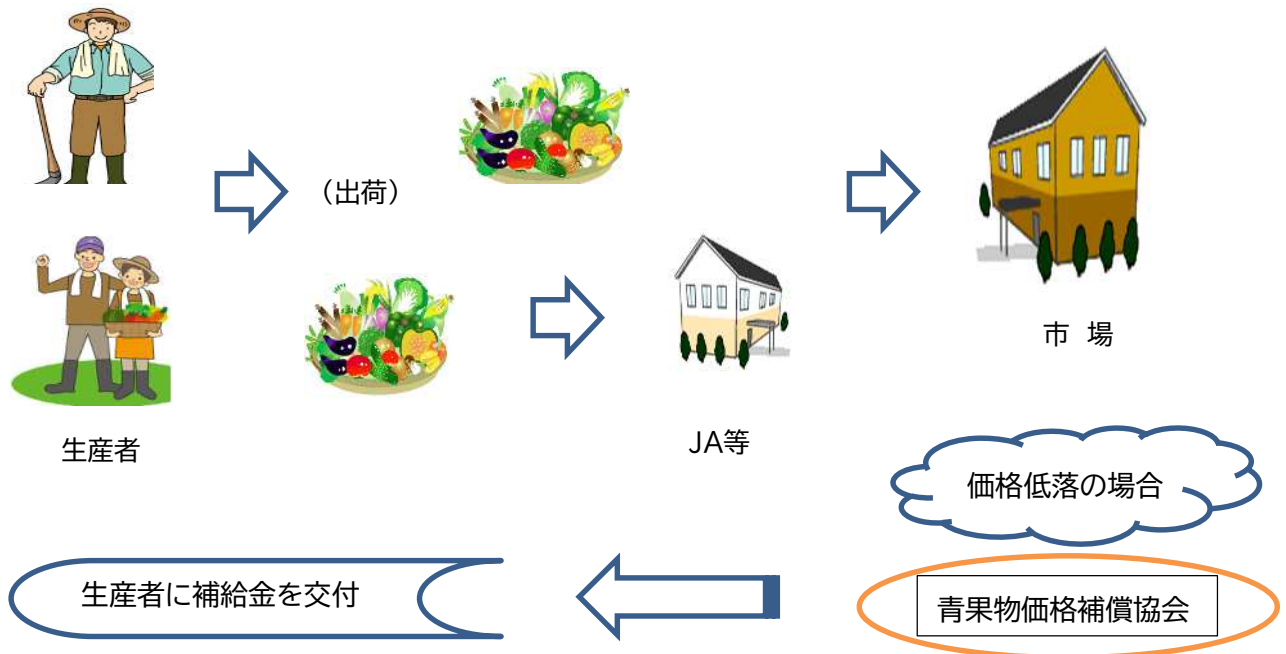 （出荷）
市 場
生産者
JA等
価格低落の場合
生産者に補給金を交付
青果物価格補償協会